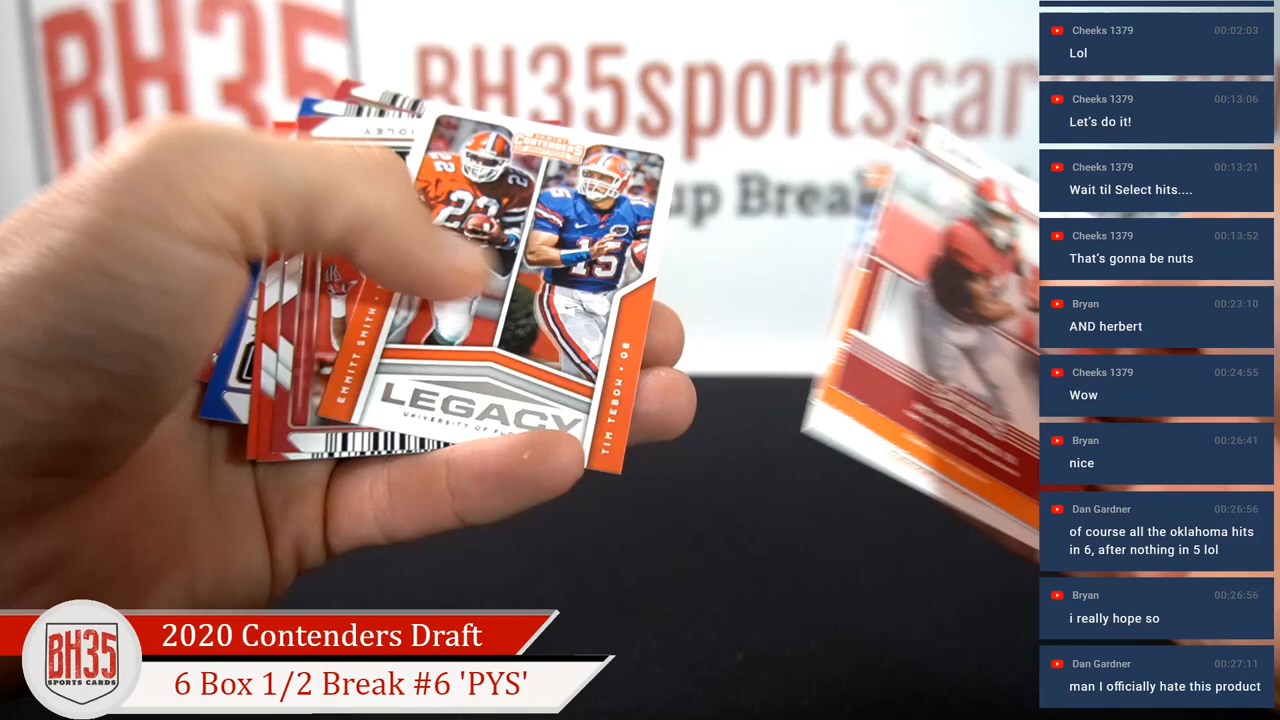 BH35
BH35sportscar
up Break
PANINI
CONTENDERS
22
22
15
EMMITT SMITH
LEGACY
UNIVERSITY OF
TIM TEBOW • QB
Cheeks 1379 00:02:03
Lol
Cheeks 1379 00:13:06
Let's do it!
Cheeks 1379 00:13:21
Wait til Select hits....
Cheeks 1379 00:13:52
That's gonna be nuts
Bryan 00:23:10
AND herbert
Cheeks 1379 00:24:55
Wow
Bryan 00:26:41
nice
Dan Gardner 00:26:56
of course all the oklahoma hits
in 6, after nothing in 5 lol
Bryan 00:26:56
i really hope so
Dan Gardner 00:27:11
man I officially hate this product
BH35
SPORTS CARDS
2020 Contenders Draft
6 Box 1/2 Break #6 'PYS'